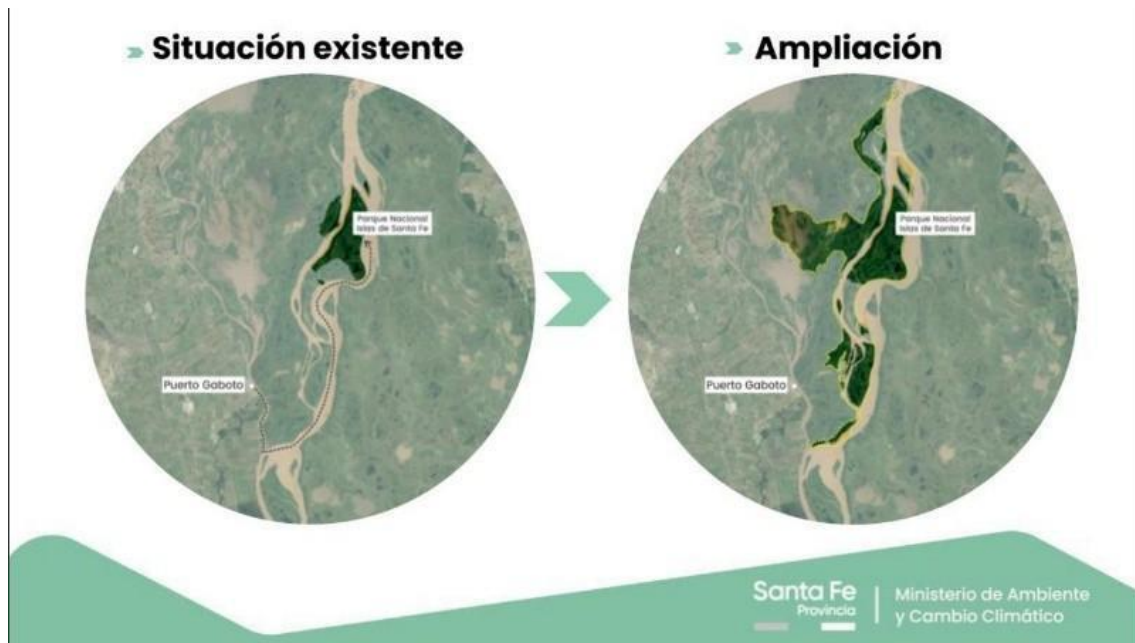 Situación existente
Parque Nacional
Islas de Santa Fe
Puerto Gaboto
Ampliación
Parque Nacional
Islas de Santa Fe
Puerto Gaboto
Santa Fe
Provincia
Ministerio de Ambiente
y Cambio Climático